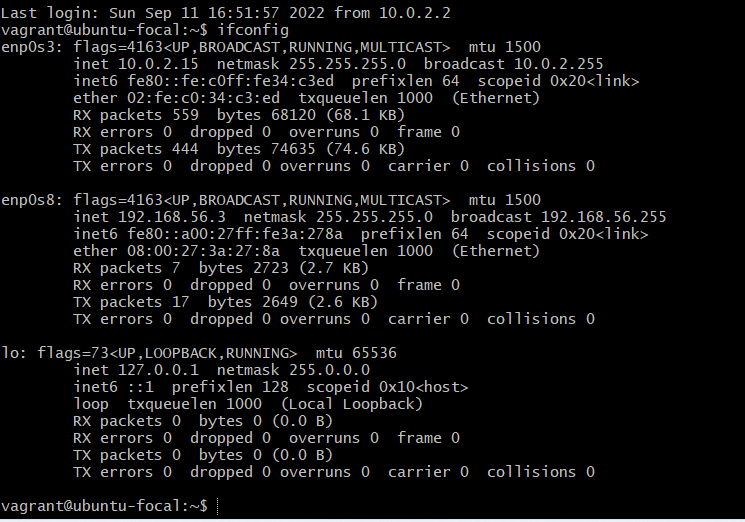 Last login: Sun Sep 11 16:51:57 2022 from 10.0.2.2
vagrant@ubuntu-focal:~$ ifconfig
enp0s3: flags=4163<UP,BROADCAST,RUNNING,MULTICAST>  mtu 1500
        inet 10.0.2.15  netmask 255.255.255.0  broadcast 10.0.2.255
        inet6 fe80::fe:c0ff:fe34:c3ed  prefixlen 64  scopeid 0x20<link>
        ether 02:fe:c0:34:c3:ed  txqueuelen 1000  (Ethernet)
        RX packets 559  bytes 68120 (68.1 KB)
        RX errors 0  dropped 0  overruns 0  frame 0
        TX packets 444  bytes 74635 (74.6 KB)
        TX errors 0  dropped 0 overruns 0  carrier 0  collisions 0

enp0s8: flags=4163<UP,BROADCAST,RUNNING,MULTICAST>  mtu 1500
        inet 192.168.56.3  netmask 255.255.255.0  broadcast 192.168.56.255
        inet6 fe80::a00:27ff:fe3a:278a  prefixlen 64  scopeid 0x20<link>
        ether 08:00:27:3a:27:8a  txqueuelen 1000  (Ethernet)
        RX packets 7  bytes 2723 (2.7 KB)
        RX errors 0  dropped 0  overruns 0  frame 0
        TX packets 17  bytes 2649 (2.6 KB)
        TX errors 0  dropped 0 overruns 0  carrier 0  collisions 0

lo: flags=73<UP,LOOPBACK,RUNNING>  mtu 65536
        inet 127.0.0.1  netmask 255.0.0.0
        inet6 ::1  prefixlen 128  scopeid 0x10<host>
        loop  txqueuelen 1000  (Local Loopback)
        RX packets 0  bytes 0 (0.0 B)
        RX errors 0  dropped 0  overruns 0  frame 0
        TX packets 0  bytes 0 (0.0 B)
        TX errors 0  dropped 0 overruns 0  carrier 0  collisions 0

vagrant@ubuntu-focal:~$